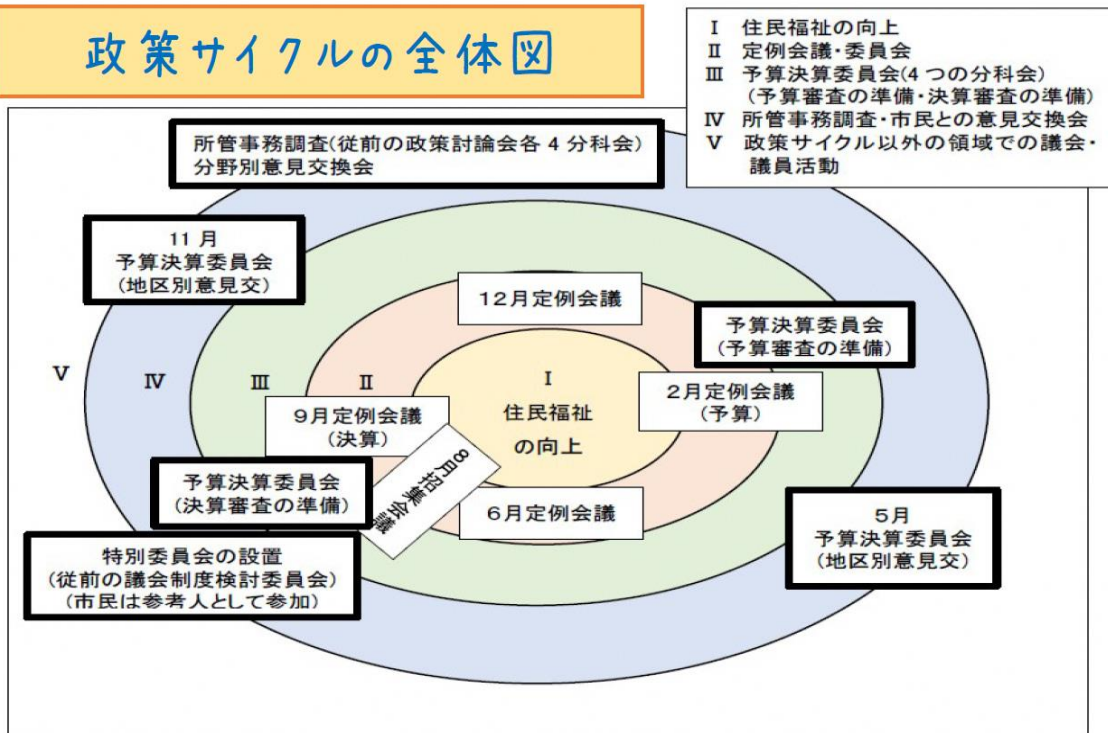 政策サイクルの全体図
Ⅰ 住民福祉の向上
Ⅱ 定例会議・委員会
Ⅲ 予算決算委員会(4つの分科会)
(予算審査の準備・決算審査の準備)
Ⅳ 所管事務調査・市民との意見交換会
Ⅴ 政策サイクル以外の領域での議会・
議員活動
所管事務調査(従前の政策討論会各4分科会)
分野別意見交換会
11月
予算決算委員会
(地区別意見交)
12月定例会議
予算決算委員会
(予算審査の準備)
Ⅴ
Ⅳ
Ⅲ
Ⅱ
Ⅰ
住民福祉
の向上
2月定例会議
(予算)
9月定例会議
(決算)
8月招集会議
予算決算委員会
(決算審査の準備)
6月定例会議
5月
予算決算委員会
(地区別意見交)
特別委員会の設置
(従前の議会制度検討委員会)
(市民は参考人として参加)